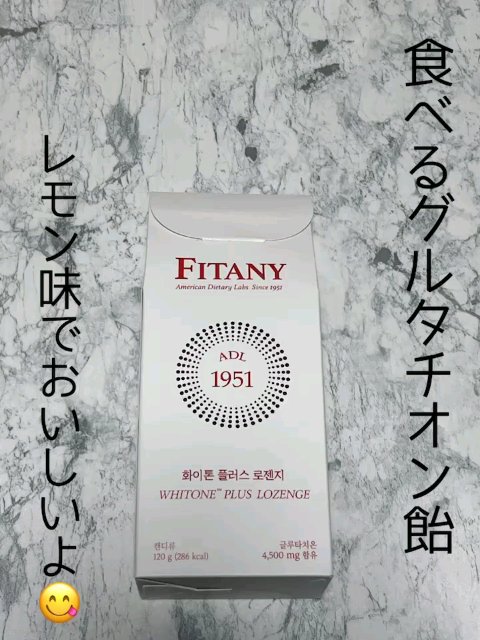 食べるグルタチオン飴
レモン味でおいしいよ😋
FITANY
American Dietary Labs Since 1951
ADL
1951
화이톤 플러스 로젠지
WHITONE™ PLUS LOZENGE
캔디류
120 g (286 kcal)
글루타치온
4,500 mg 함유